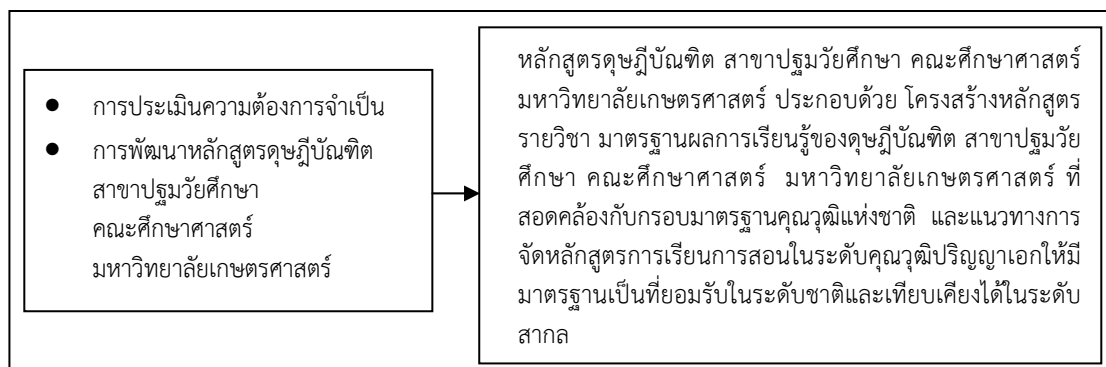 ● การประเมินความต้องการจำเป็น
● การพัฒนาหลักสูตรดุษฎีบัณฑิต
สาขาปฐมวัยศึกษา
คณะศึกษาศาสตร์
มหาวิทยาลัยเกษตรศาสตร์
หลักสูตรดุษฎีบัณฑิต สาขาปฐมวัยศึกษา คณะศึกษาศาสตร์
มหาวิทยาลัยเกษตรศาสตร์ ประกอบด้วย โครงสร้างหลักสูตร
รายวิชา มาตรฐานผลการเรียนรู้ของดุษฎีบัณฑิต สาขาปฐมวัย
ศึกษา คณะศึกษาศาสตร์ มหาวิทยาลัยเกษตรศาสตร์ ที่
สอดคล้องกับกรอบมาตรฐานคุณวุฒิแห่งชาติ และแนวทางการ
จัดหลักสูตรการเรียนการสอนในระดับคุณวุฒิปริญญาเอกให้มี
มาตรฐานเป็นที่ยอมรับในระดับชาติและเทียบเคียงได้ในระดับ
สากล